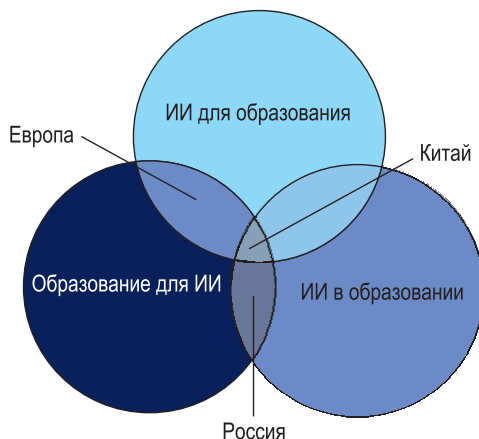 ИИ для образования
Европа
Китай
Образование для ИИ
ИИ в образовании
Россия